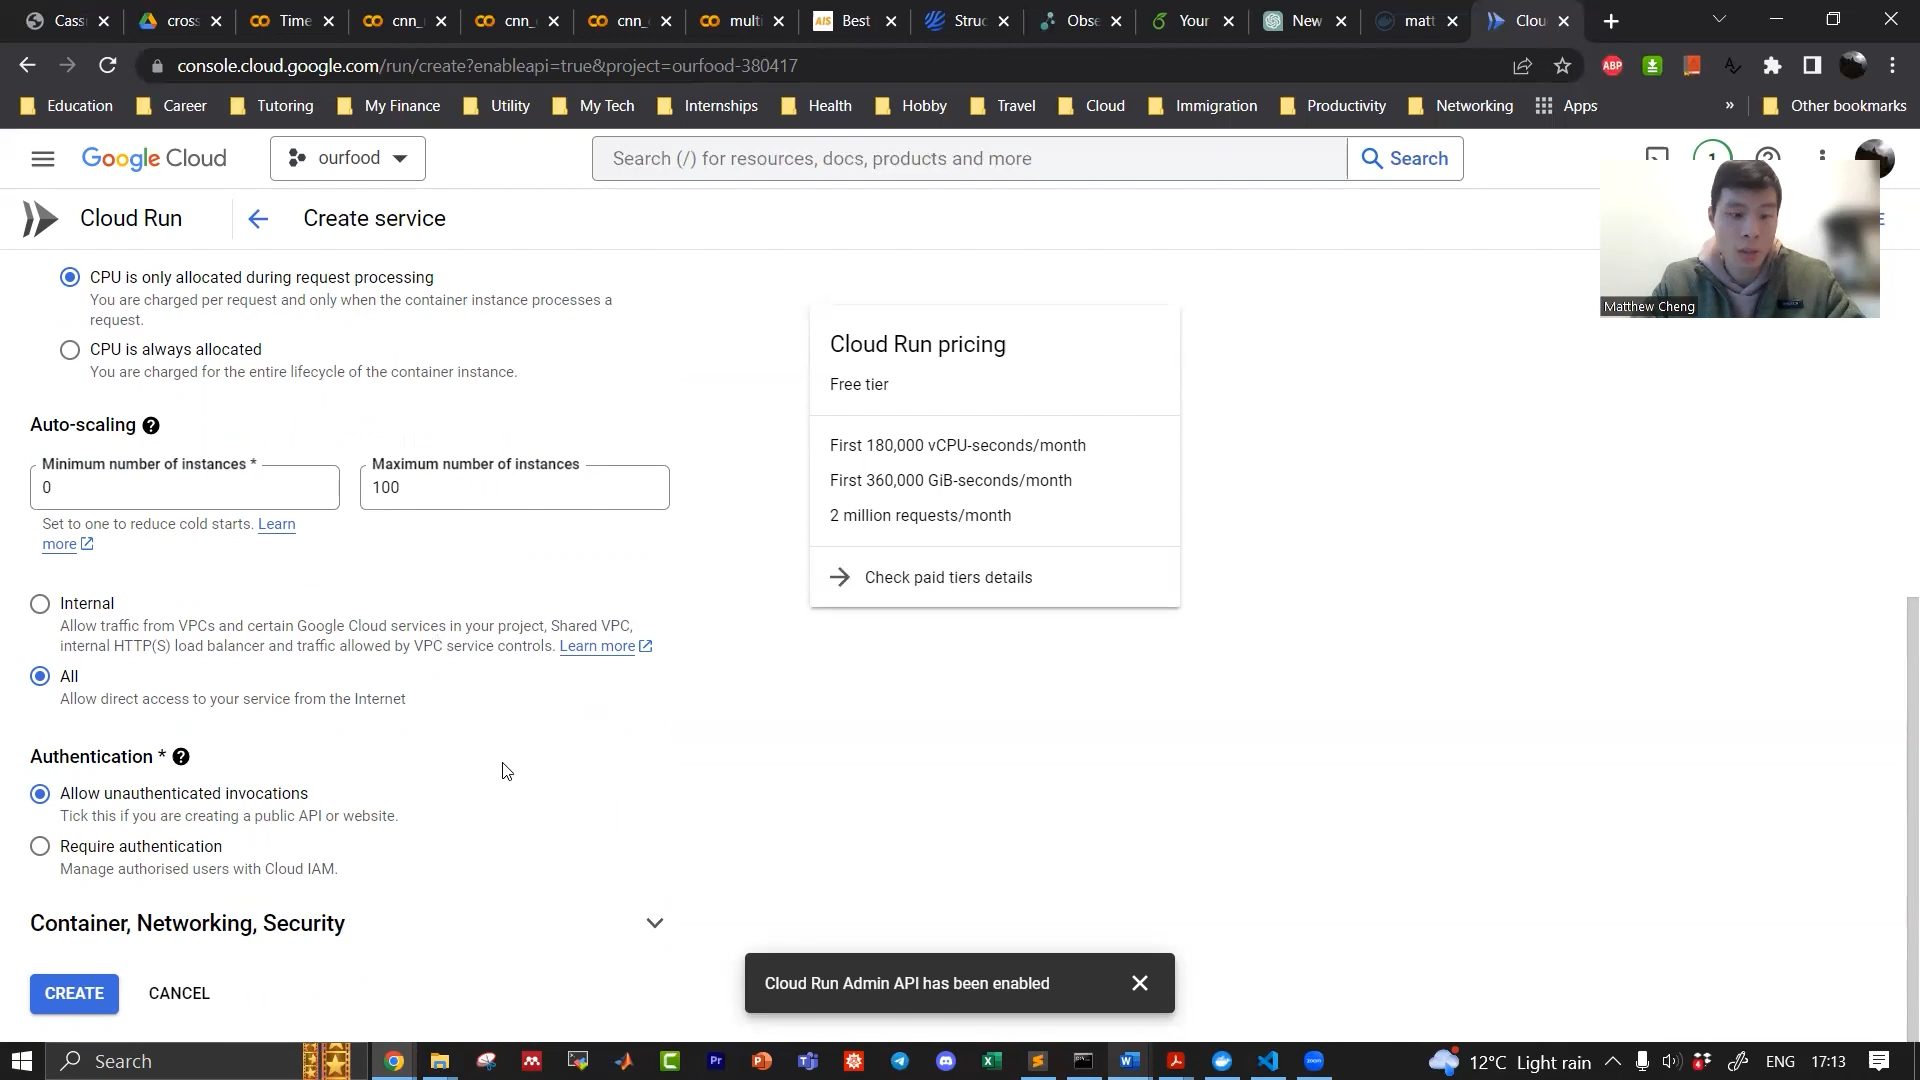 Cass
cross
Time
cnn_
cnn_
cnn_
multi
AIS
Best
Struc
Obse
Your
New
matt
Clou
console.cloud.google.com/run/create?enableapi=true&project=ourfood-380417
ABP
Education
Career
Tutoring
My Finance
Utility
My Tech
Internships
Health
Hobby
Travel
Cloud
Immigration
Productivity
Networking
Apps
»
Other bookmarks
Google Cloud
ourfood
Search (/) for resources, docs, products and more
Search
1
Cloud Run
Create service
E
Matthew Cheng
CPU is only allocated during request processing
You are charged per request and only when the container instance processes a
request.
CPU is always allocated
You are charged for the entire lifecycle of the container instance.
Auto-scaling
Minimum number of instances *
0
Maximum number of instances
100
Set to one to reduce cold starts. Learn
more
Internal
Allow traffic from VPCs and certain Google Cloud services in your project, Shared VPC,
internal HTTP(S) load balancer and traffic allowed by VPC service controls. Learn more
All
Allow direct access to your service from the Internet
Authentication *
Allow unauthenticated invocations
Tick this if you are creating a public API or website.
Require authentication
Manage authorised users with Cloud IAM.
Container, Networking, Security
CREATE
CANCEL
Cloud Run pricing
Free tier
First 180,000 vCPU-seconds/month
First 360,000 GiB-seconds/month
2 million requests/month
Check paid tiers details
Cloud Run Admin API has been enabled
Search
Pr
12°C Light rain
ENG
17:13